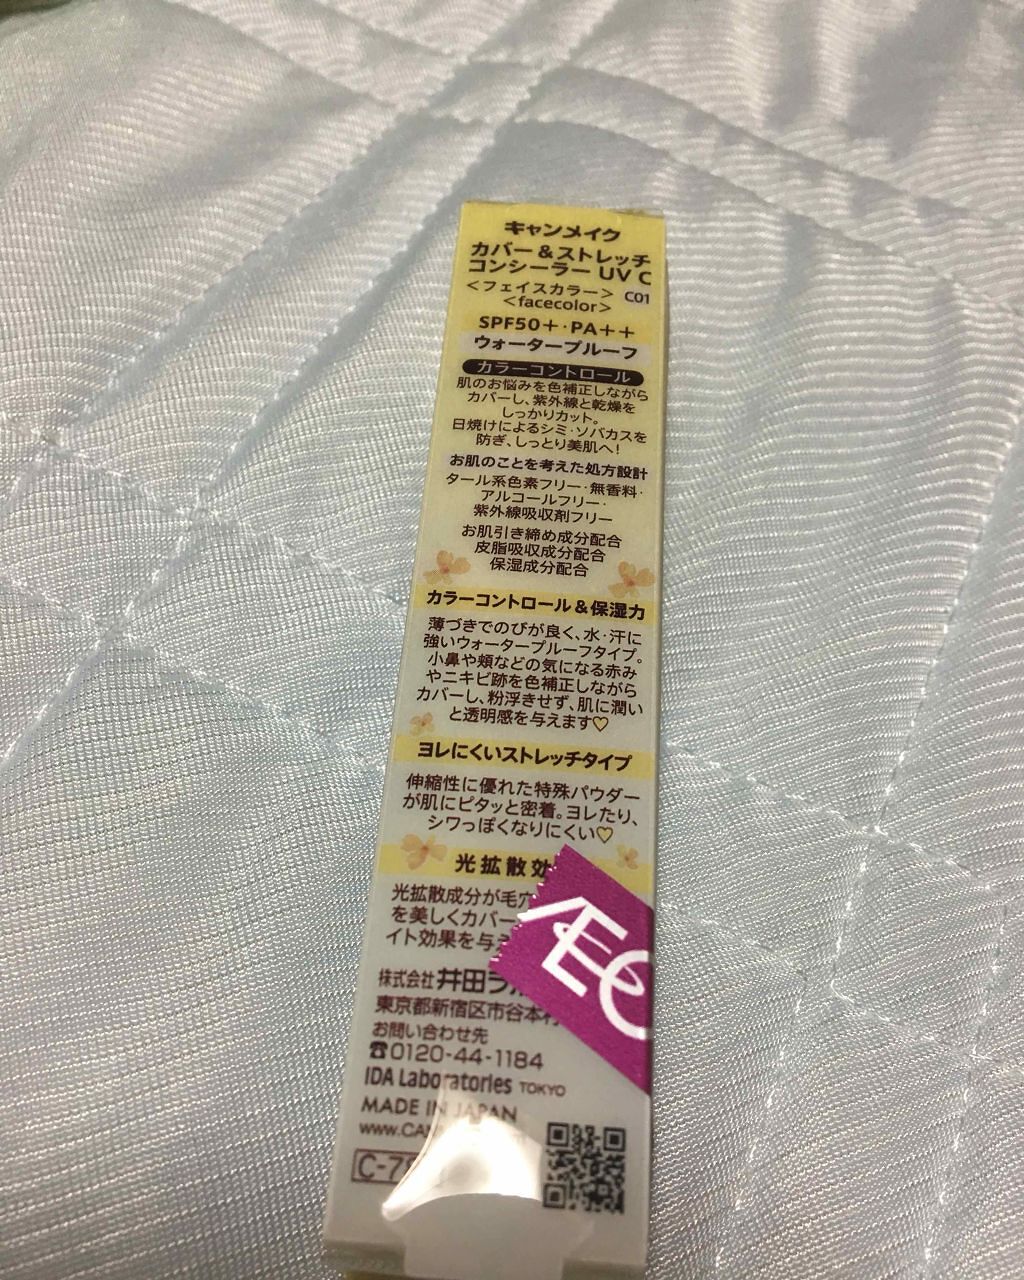 キャンメイク
カバー＆ストレッチ
コンシーラー UV C
＜フェイスカラー＞ C01
<facecolor>
SPF50＋・PA＋＋
ウォータープルーフ
カラーコントロール
肌のお悩みを色補正しながら
カバーし、紫外線と乾燥を
しっかりカット。
日焼けによるシミ・ソバカスを
防ぎ、しっとり美肌へ!
お肌のことを考えた処方設計
タール系色素フリー・無香料・
アルコールフリー・
紫外線吸収剤フリー
お肌引き締め成分配合
皮脂吸収成分配合
保湿成分配合
カラーコントロール＆保湿力
薄づきでのびが良く、水・汗に
強いウォータープルーフタイプ。
小鼻や頬などの気になる赤み
やニキビ跡を色補正しながら
カバーし、粉浮きせず、肌に潤い
と透明感を与えます♡
ヨレにくいストレッチタイプ
伸縮性に優れた特殊パウダー
が肌にピタッと密着。ヨレたり、
シワっぽくなりにくい♡
光拡散効
光拡散成分が毛穴
を美しくカバー
イト効果を与え
ÆO
株式会社 井田ラ
東京都新宿区市谷本村
お問い合わせ先
☎0120-44-1184
IDA Laboratories TOKYO
MADE IN JAPAN
www.CAN
C-7